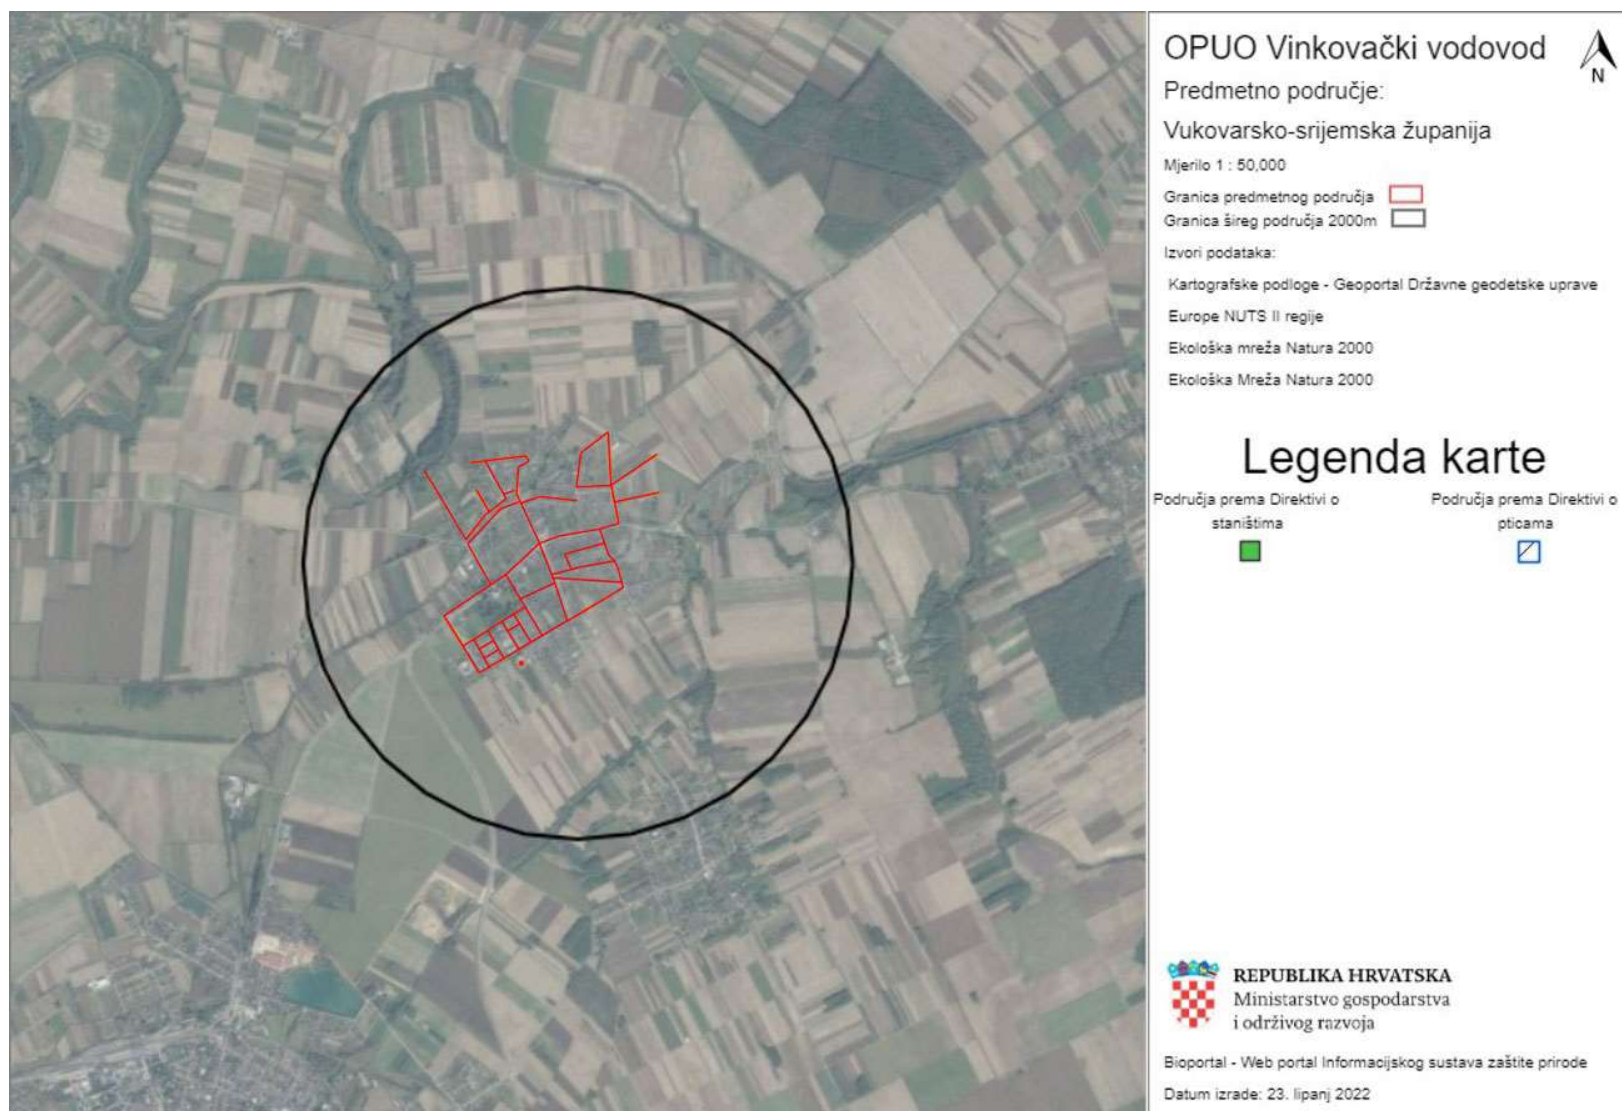 OPUO Vinkovački vodovod
N
Predmetno područje:
Vukovarsko-srijemska županija
Mjerilo 1 : 50,000
Granica predmetnog područja
Granica šireg područja 2000m
Izvori podataka:
Kartografske podloge - Geoportal Državne geodetske uprave
Europe NUTS II regije
Ekološka mreža Natura 2000
Ekološka Mreža Natura 2000
Legenda karte
Područja prema Direktivi o
staništima
Područja prema Direktivi o
pticama
REPUBLIKA HRVATSKA
Ministarstvo gospodarstva
i održivog razvoja
Bioportal - Web portal Informacijskog sustava zaštite prirode
Datum izrade: 23. lipanj 2022